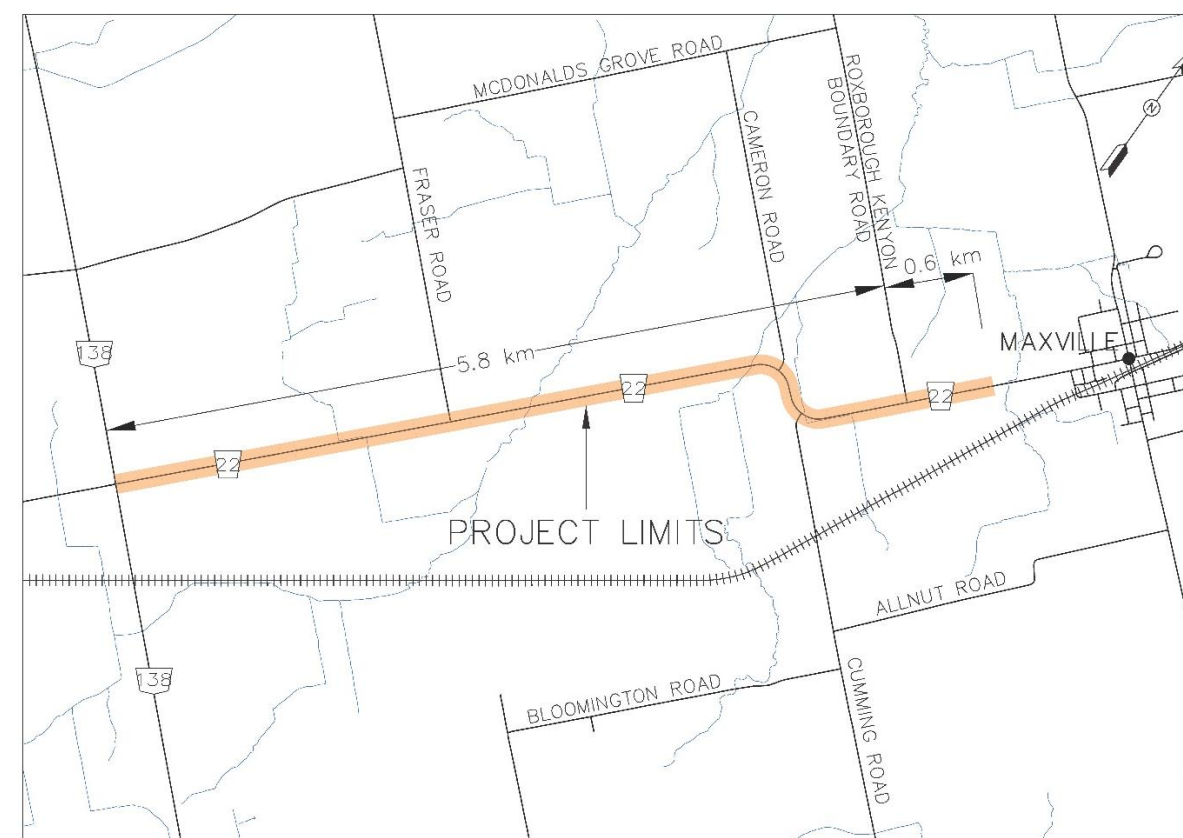 MCDONALDS GROVE ROAD
ROXBOROUGH KENYON
BOUNDARY ROAD
CAMERON ROAD
FRASER ROAD
N
0.6 km
138
5.8 km
MAXVILLE
22
22
22
PROJECT LIMITS
ALLNUT ROAD
138
BLOOMINGTON ROAD
CUMMING ROAD